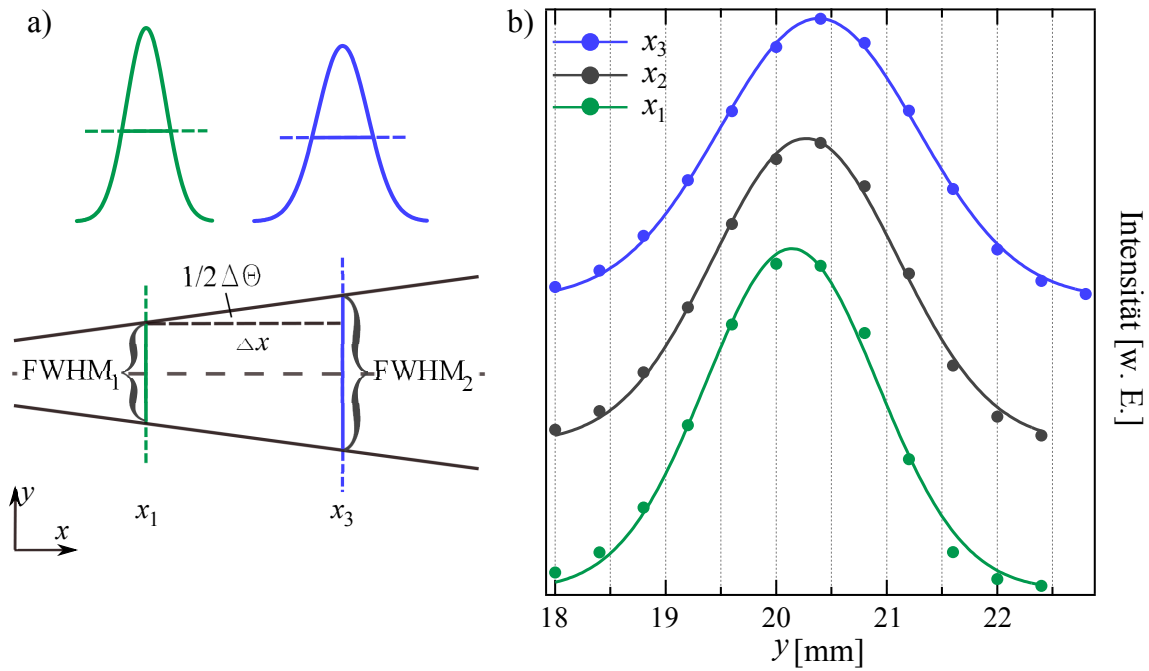 a)
1/2 ΔΘ
Δx
FWHM₁
FWHM₂
y
x
x₁
x₃
b)
x₃
x₂
x₁
Intensität [w. E.]
18 19 20 21 22
y [mm]